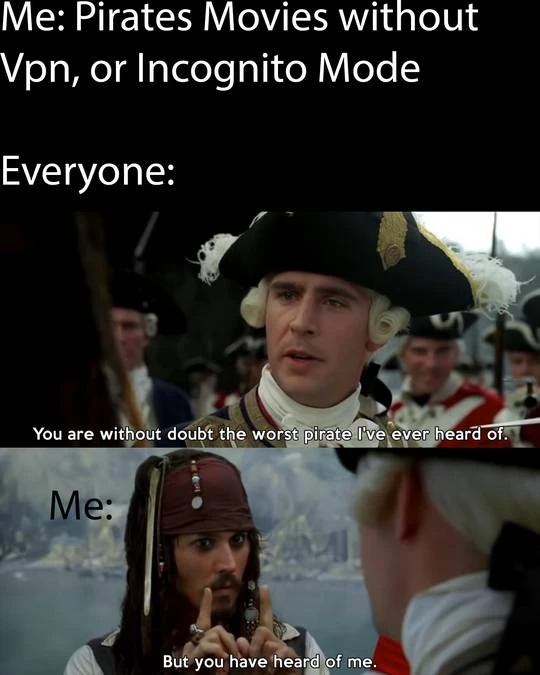 Me: Pirates Movies without
Vpn, or Incognito Mode
Everyone:
You are without doubt the worst pirate I've ever heard of.
Me:
But you have heard of me.